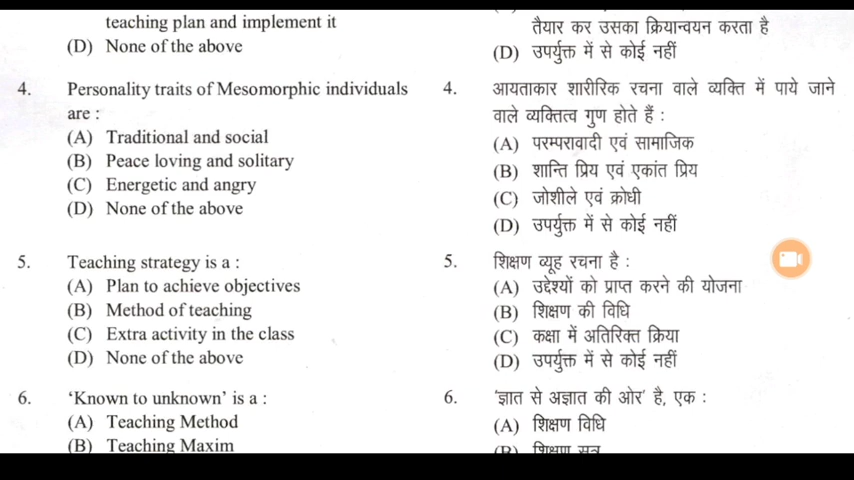 teaching plan and implement it
(D) None of the above
4. Personality traits of Mesomorphic individuals
are :
(A) Traditional and social
(B) Peace loving and solitary
(C) Energetic and angry
(D) None of the above
5. Teaching strategy is a :
(A) Plan to achieve objectives
(B) Method of teaching
(C) Extra activity in the class
(D) None of the above
6. ‘Known to unknown’ is a :
(A) Teaching Method
(B) Teaching Maxim
तैयार कर उसका क्रियान्वयन करता है
(D) उपर्युक्त में से कोई नहीं
4. आयताकार शारीरिक रचना वाले व्यक्ति में पाये जाने
वाले व्यक्तित्व गुण होते हैं :
(A) परम्परावादी एवं सामाजिक
(B) शान्ति प्रिय एवं एकांत प्रिय
(C) जोशीले एवं क्रोधी
(D) उपर्युक्त में से कोई नहीं
5. शिक्षण व्यूह रचना है :
(A) उद्देश्यों को प्राप्त करने की योजना
(B) शिक्षण की विधि
(C) कक्षा में अतिरिक्त क्रिया
(D) उपर्युक्त में से कोई नहीं
6. ‘ज्ञात से अज्ञात की ओर’ है, एक :
(A) शिक्षण विधि
(B) शिक्षण सूत्र